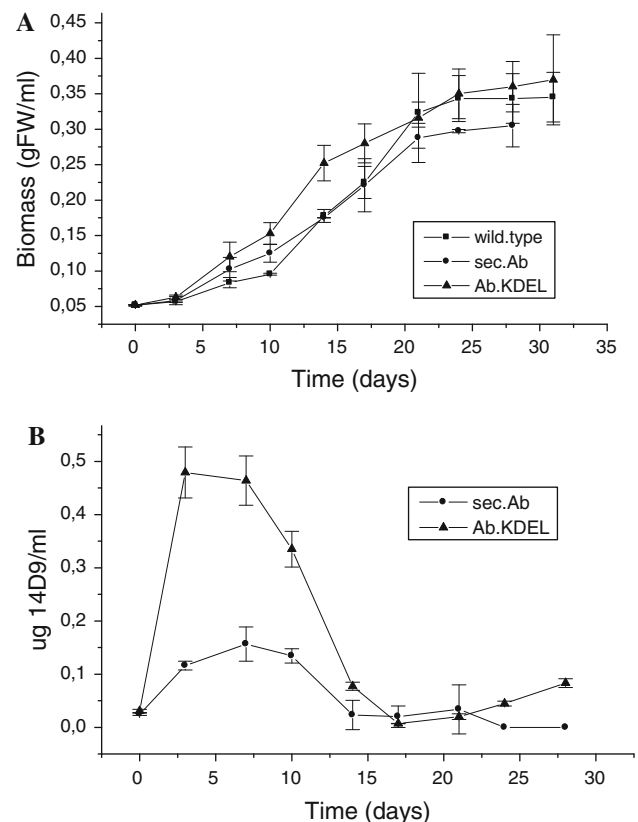 A
Biomass (gFW/ml)
0,45
0,40
0,35
0,30
0,25
0,20
0,15
0,10
0,05
wild.type
sec.Ab
Ab.KDEL
0 5 10 15 20 25 30 35
Time (days)
B
ug 14D9/ml
0,5
0,4
0,3
0,2
0,1
0,0
sec.Ab
Ab.KDEL
0 5 10 15 20 25 30
Time (days)